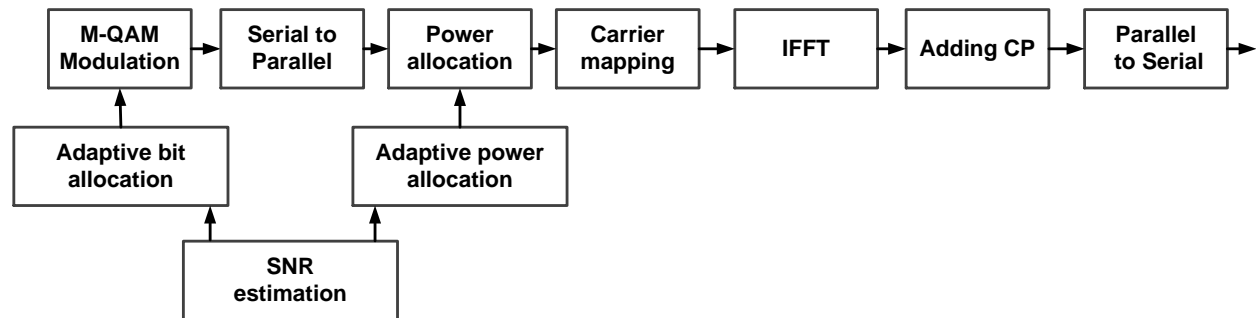 M-QAM
Modulation
Serial to
Parallel
Power
allocation
Carrier
mapping
IFFT
Adding CP
Parallel
to Serial
Adaptive bit
allocation
Adaptive power
allocation
SNR
estimation